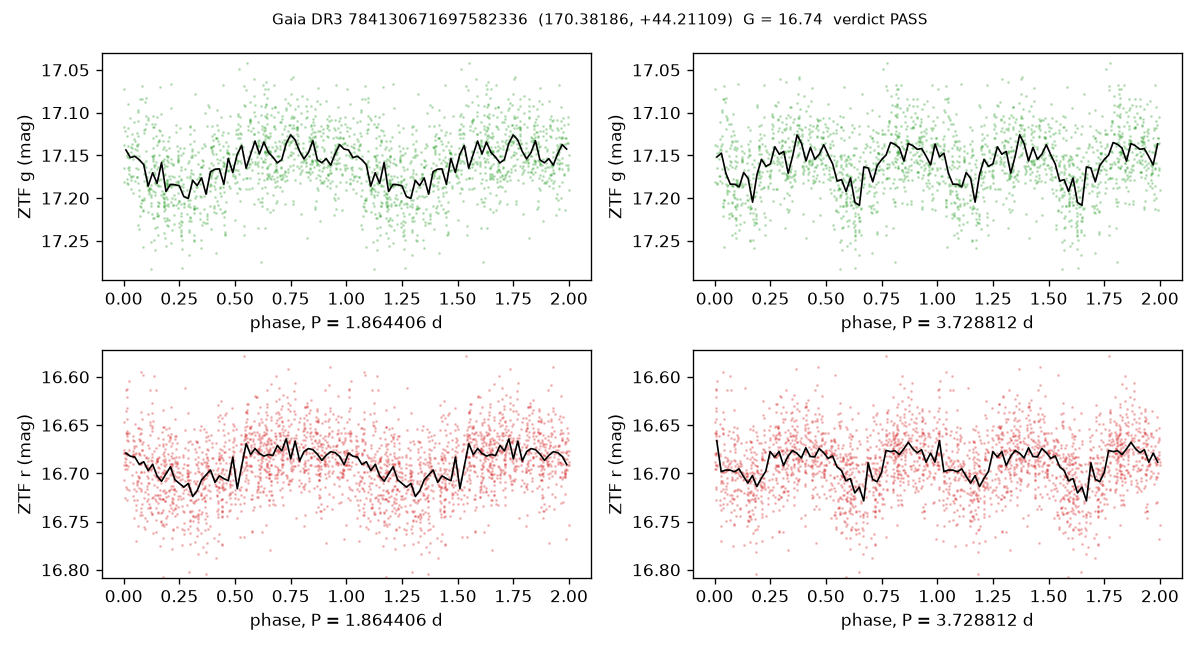 Gaia DR3 784130671697582336 (170.38186, +44.21109) G = 16.74 verdict PASS
ZTF g (mag)
17.05
17.10
17.15
17.20
17.25
0.00 0.25 0.50 0.75 1.00 1.25 1.50 1.75 2.00
phase, P = 1.864406 d
ZTF g (mag)
17.05
17.10
17.15
17.20
17.25
0.00 0.25 0.50 0.75 1.00 1.25 1.50 1.75 2.00
phase, P = 3.728812 d
ZTF r (mag)
16.60
16.65
16.70
16.75
16.80
0.00 0.25 0.50 0.75 1.00 1.25 1.50 1.75 2.00
phase, P = 1.864406 d
ZTF r (mag)
16.60
16.65
16.70
16.75
16.80
0.00 0.25 0.50 0.75 1.00 1.25 1.50 1.75 2.00
phase, P = 3.728812 d